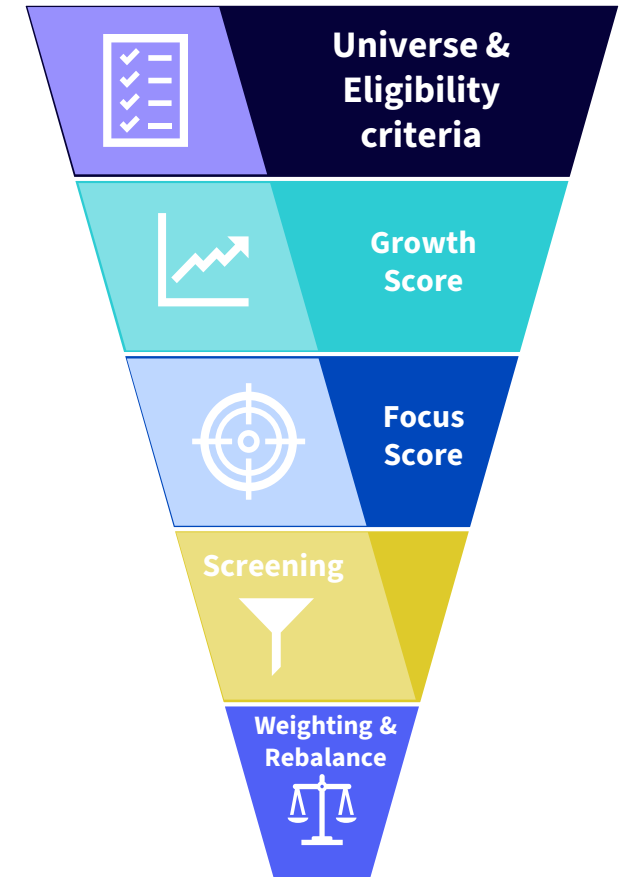 Universe &
Eligibility
criteria
Growth
Score
Focus
Score
Screening
Weighting &
Rebalance